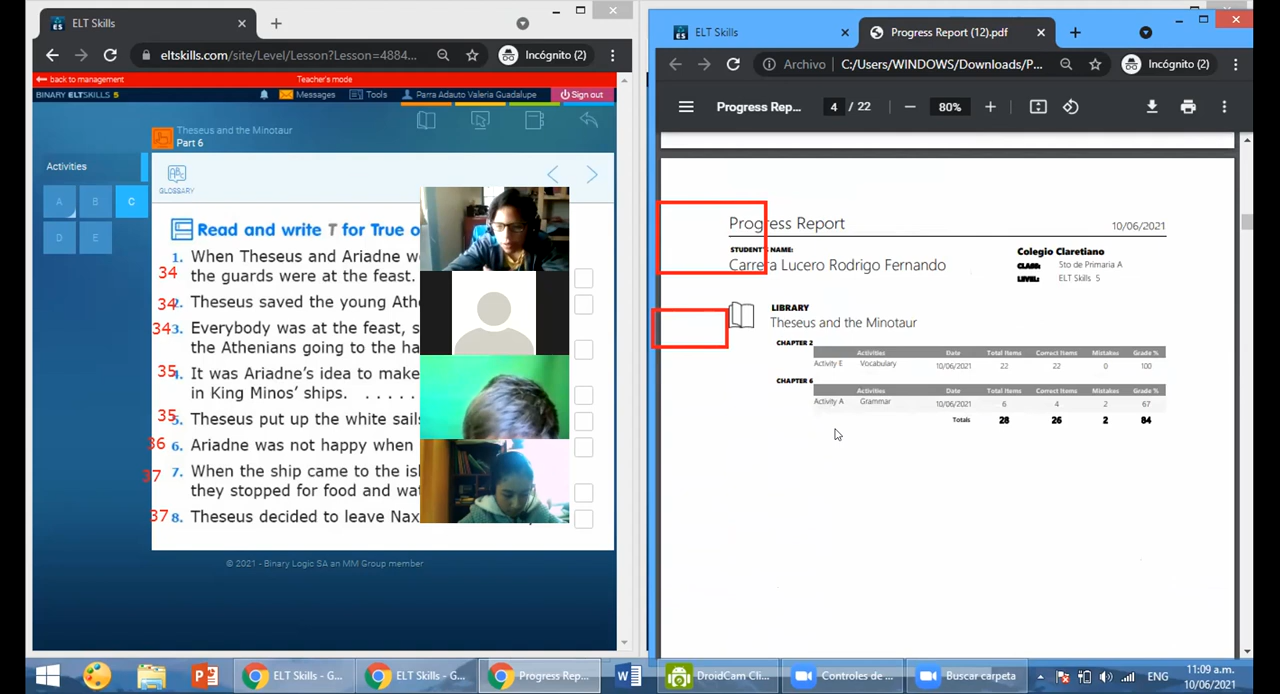 ELT Skills
eltskills.com/site/Level/Lesson?Lesson=4884...
Incógnito (2)
back to management
Teacher's mode
BINARY ELTSKILLS 5
Messages
Tools
Parra Adauto Valeria Guadalupe
Sign out
Theseus and the Minotaur
Part 6
Activities
A B C
D E
GLOSSARY
Read and write T for True o
1. When Theseus and Ariadne w
34 the guards were at the feast.
34 2. Theseus saved the young Athe
34 3. Everybody was at the feast, s
the Athenians going to the ha
35 4. It was Ariadne's idea to make
in King Minos' ships. . . . . .
35 5. Theseus put up the white sails
36 6. Ariadne was not happy when
37 7. When the ship came to the isl
they stopped for food and wat
37 8. Theseus decided to leave Nax
© 2021 - Binary Logic SA an MM Group member
ELT Skills
Progress Report (12).pdf
Archivo
C:/Users/WINDOWS/Downloads/P...
Incógnito (2)
Progress Rep...
4 / 22
80%
Progress Report
10/06/2021
STUDENT'S NAME:
Carrera Lucero Rodrigo Fernando
Colegio Claretiano
CLASS: 5to de Primaria A
LEVEL: ELT Skills 5
LIBRARY
Theseus and the Minotaur
CHAPTER 2
Activities Date Total Items Correct Items Mistakes Grade %
Activity E Vocabulary 10/06/2021 22 22 0 100
CHAPTER 6
Activities Date Total Items Correct Items Mistakes Grade %
Activity A Grammar 10/06/2021 6 4 2 67
Totals 28 26 2 84
ELT Skills - G...
ELT Skills - G...
Progress Rep...
DroidCam Cli...
Controles de ...
Buscar carpeta
ENG
11:09 a.m.
10/06/2021